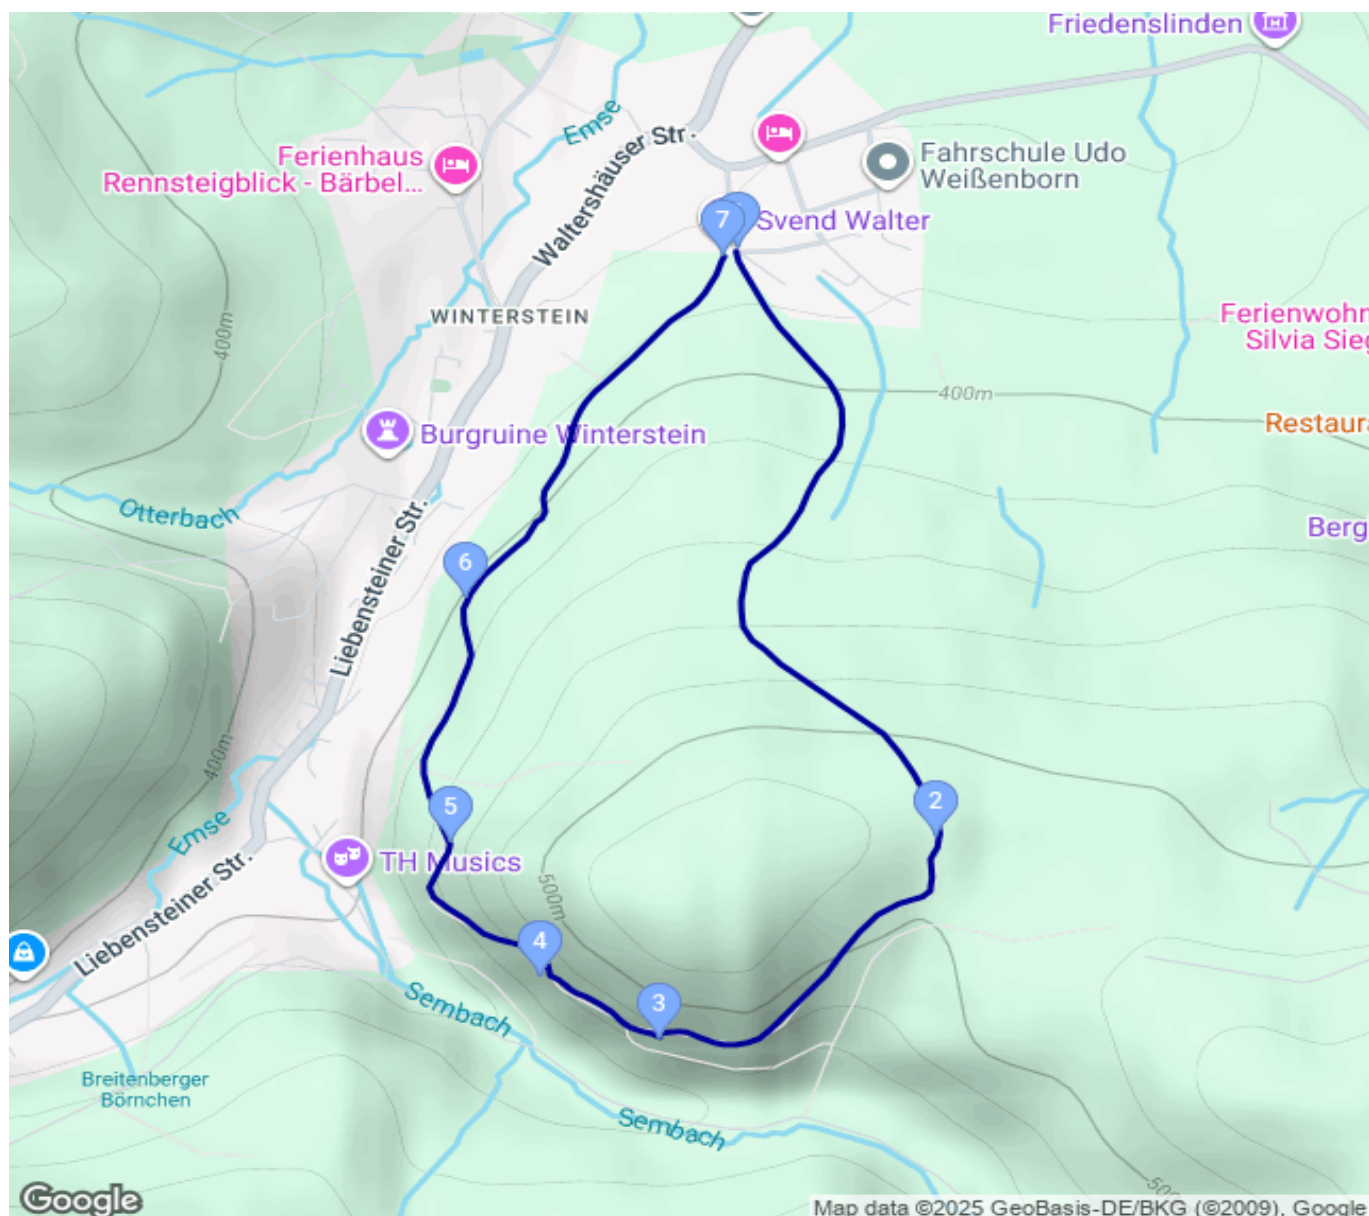 Friedenslinden
Emse
Waltershäuser Str.
Ferienhaus
Rennsteigblick - Bärbel...
Fahrschule Udo
Weißenborn
7
Svend Walter
WINTERSTEIN
400m
Ferienwohn
Silvia Sieg
400m
Restaura
Burgruine Winterstein
Otterbach
Liebensteiner Str.
Berg
6
400m
2
5
Emse
TH Musics
500m
Liebensteiner Str.
4
3
Sembach
Breitenberger
Börnchen
Sembach
500m
Google
Map data ©2025 GeoBasis-DE/BKG (©2009), Google